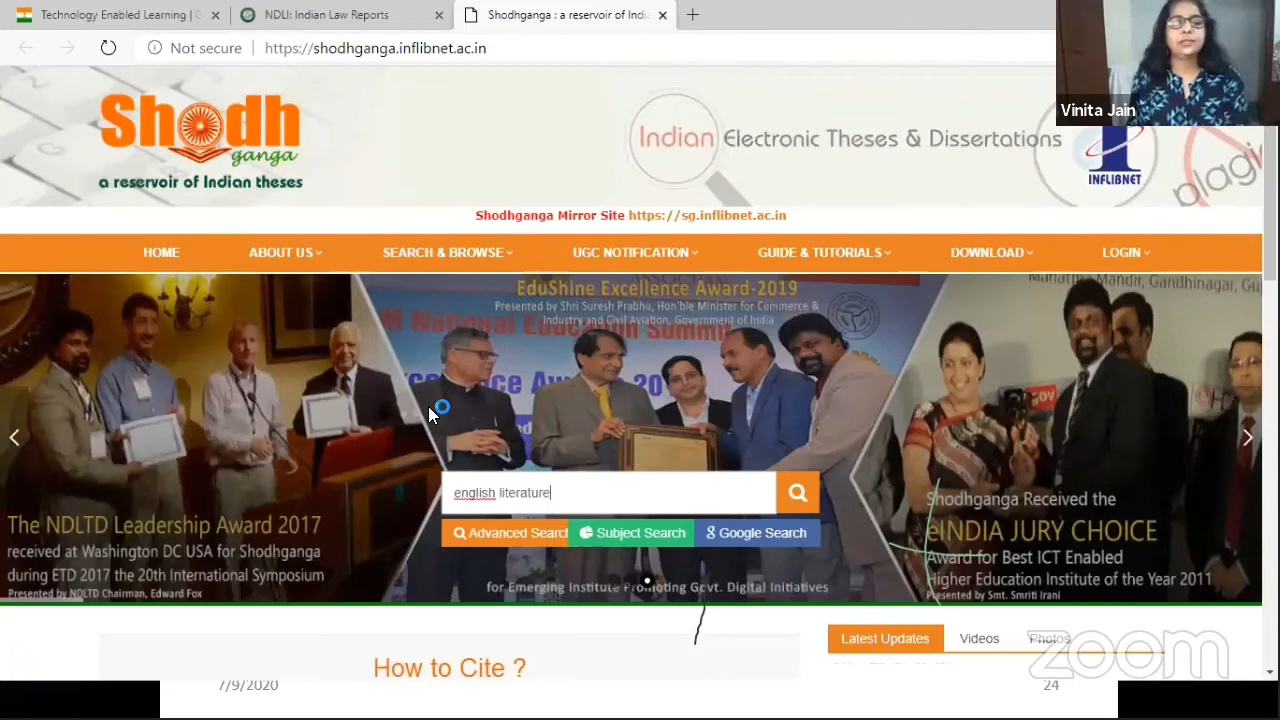 Technology Enabled Learning | G
NDLI: Indian Law Reports
Shodhganga : a reservoir of India
Not secure
https://shodhganga.inflibnet.ac.in
Vinita Jain
Shodh
ganga
a reservoir of Indian theses
Indian Electronic Theses & Dissertations
INFLIBNET
plagi
Shodhganga Mirror Site https://sg.inflibnet.ac.in
HOME
ABOUT US
SEARCH & BROWSE
UGC NOTIFICATION
GUIDE & TUTORIALS
DOWNLOAD
LOGIN
EduShine Excellence Award-2019
Presented by Shri Suresh Prabhu, Hon'ble Minister for Commerce &
Industry and Civil Aviation, Government of India
Mandir, Gandhinagar, Gu
english literature
Advanced Search
Subject Search
Google Search
The NDLTD Leadership Award 2017
received at Washington DC USA for Shodhganga
during ETD 2017 the 20th International Symposium
Presented by NDLTD Chairman, Edward Fox
for Emerging Institute Promoting Govt. Digital Initiatives
Shodhganga Received the
eINDIA JURY CHOICE
Award for Best ICT Enabled
Higher Education Institute of the Year 2011
Presented by Smt. Smriti Irani
Latest Updates
Videos
Photos
How to Cite ?
zoom
7/9/2020
24